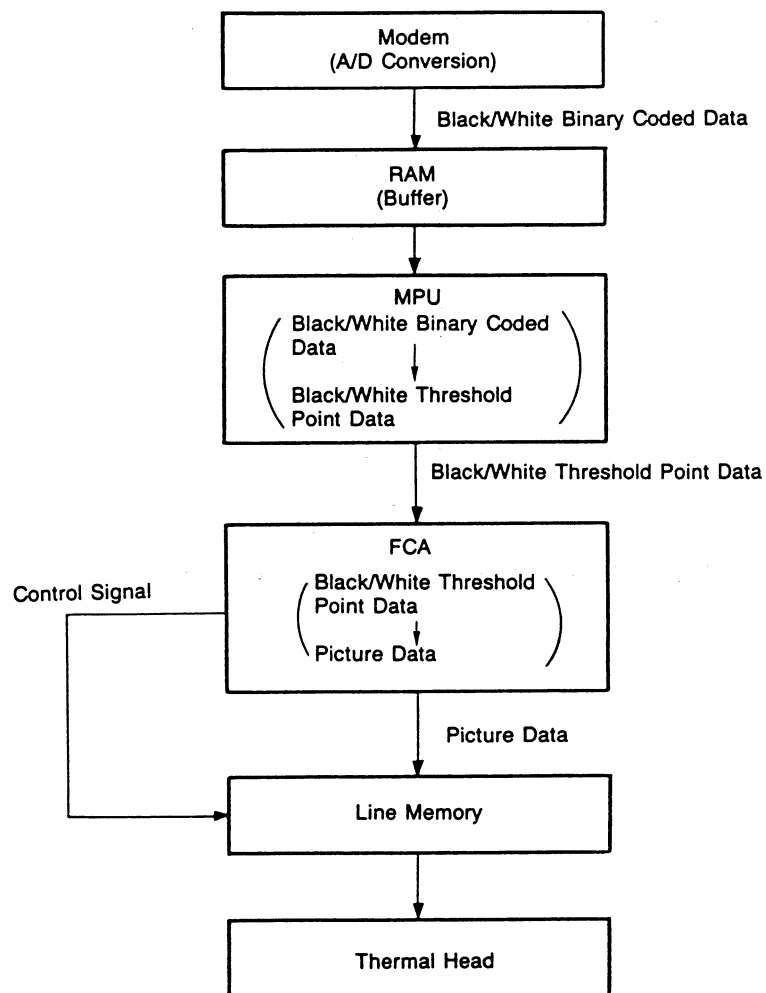 Modem
(A/D Conversion)
Black/White Binary Coded Data
RAM
(Buffer)
MPU
Black/White Binary Coded
Data
Black/White Threshold
Point Data
Black/White Threshold Point Data
FCA
Control Signal
Black/White Threshold
Point Data
Picture Data
Picture Data
Line Memory
Thermal Head